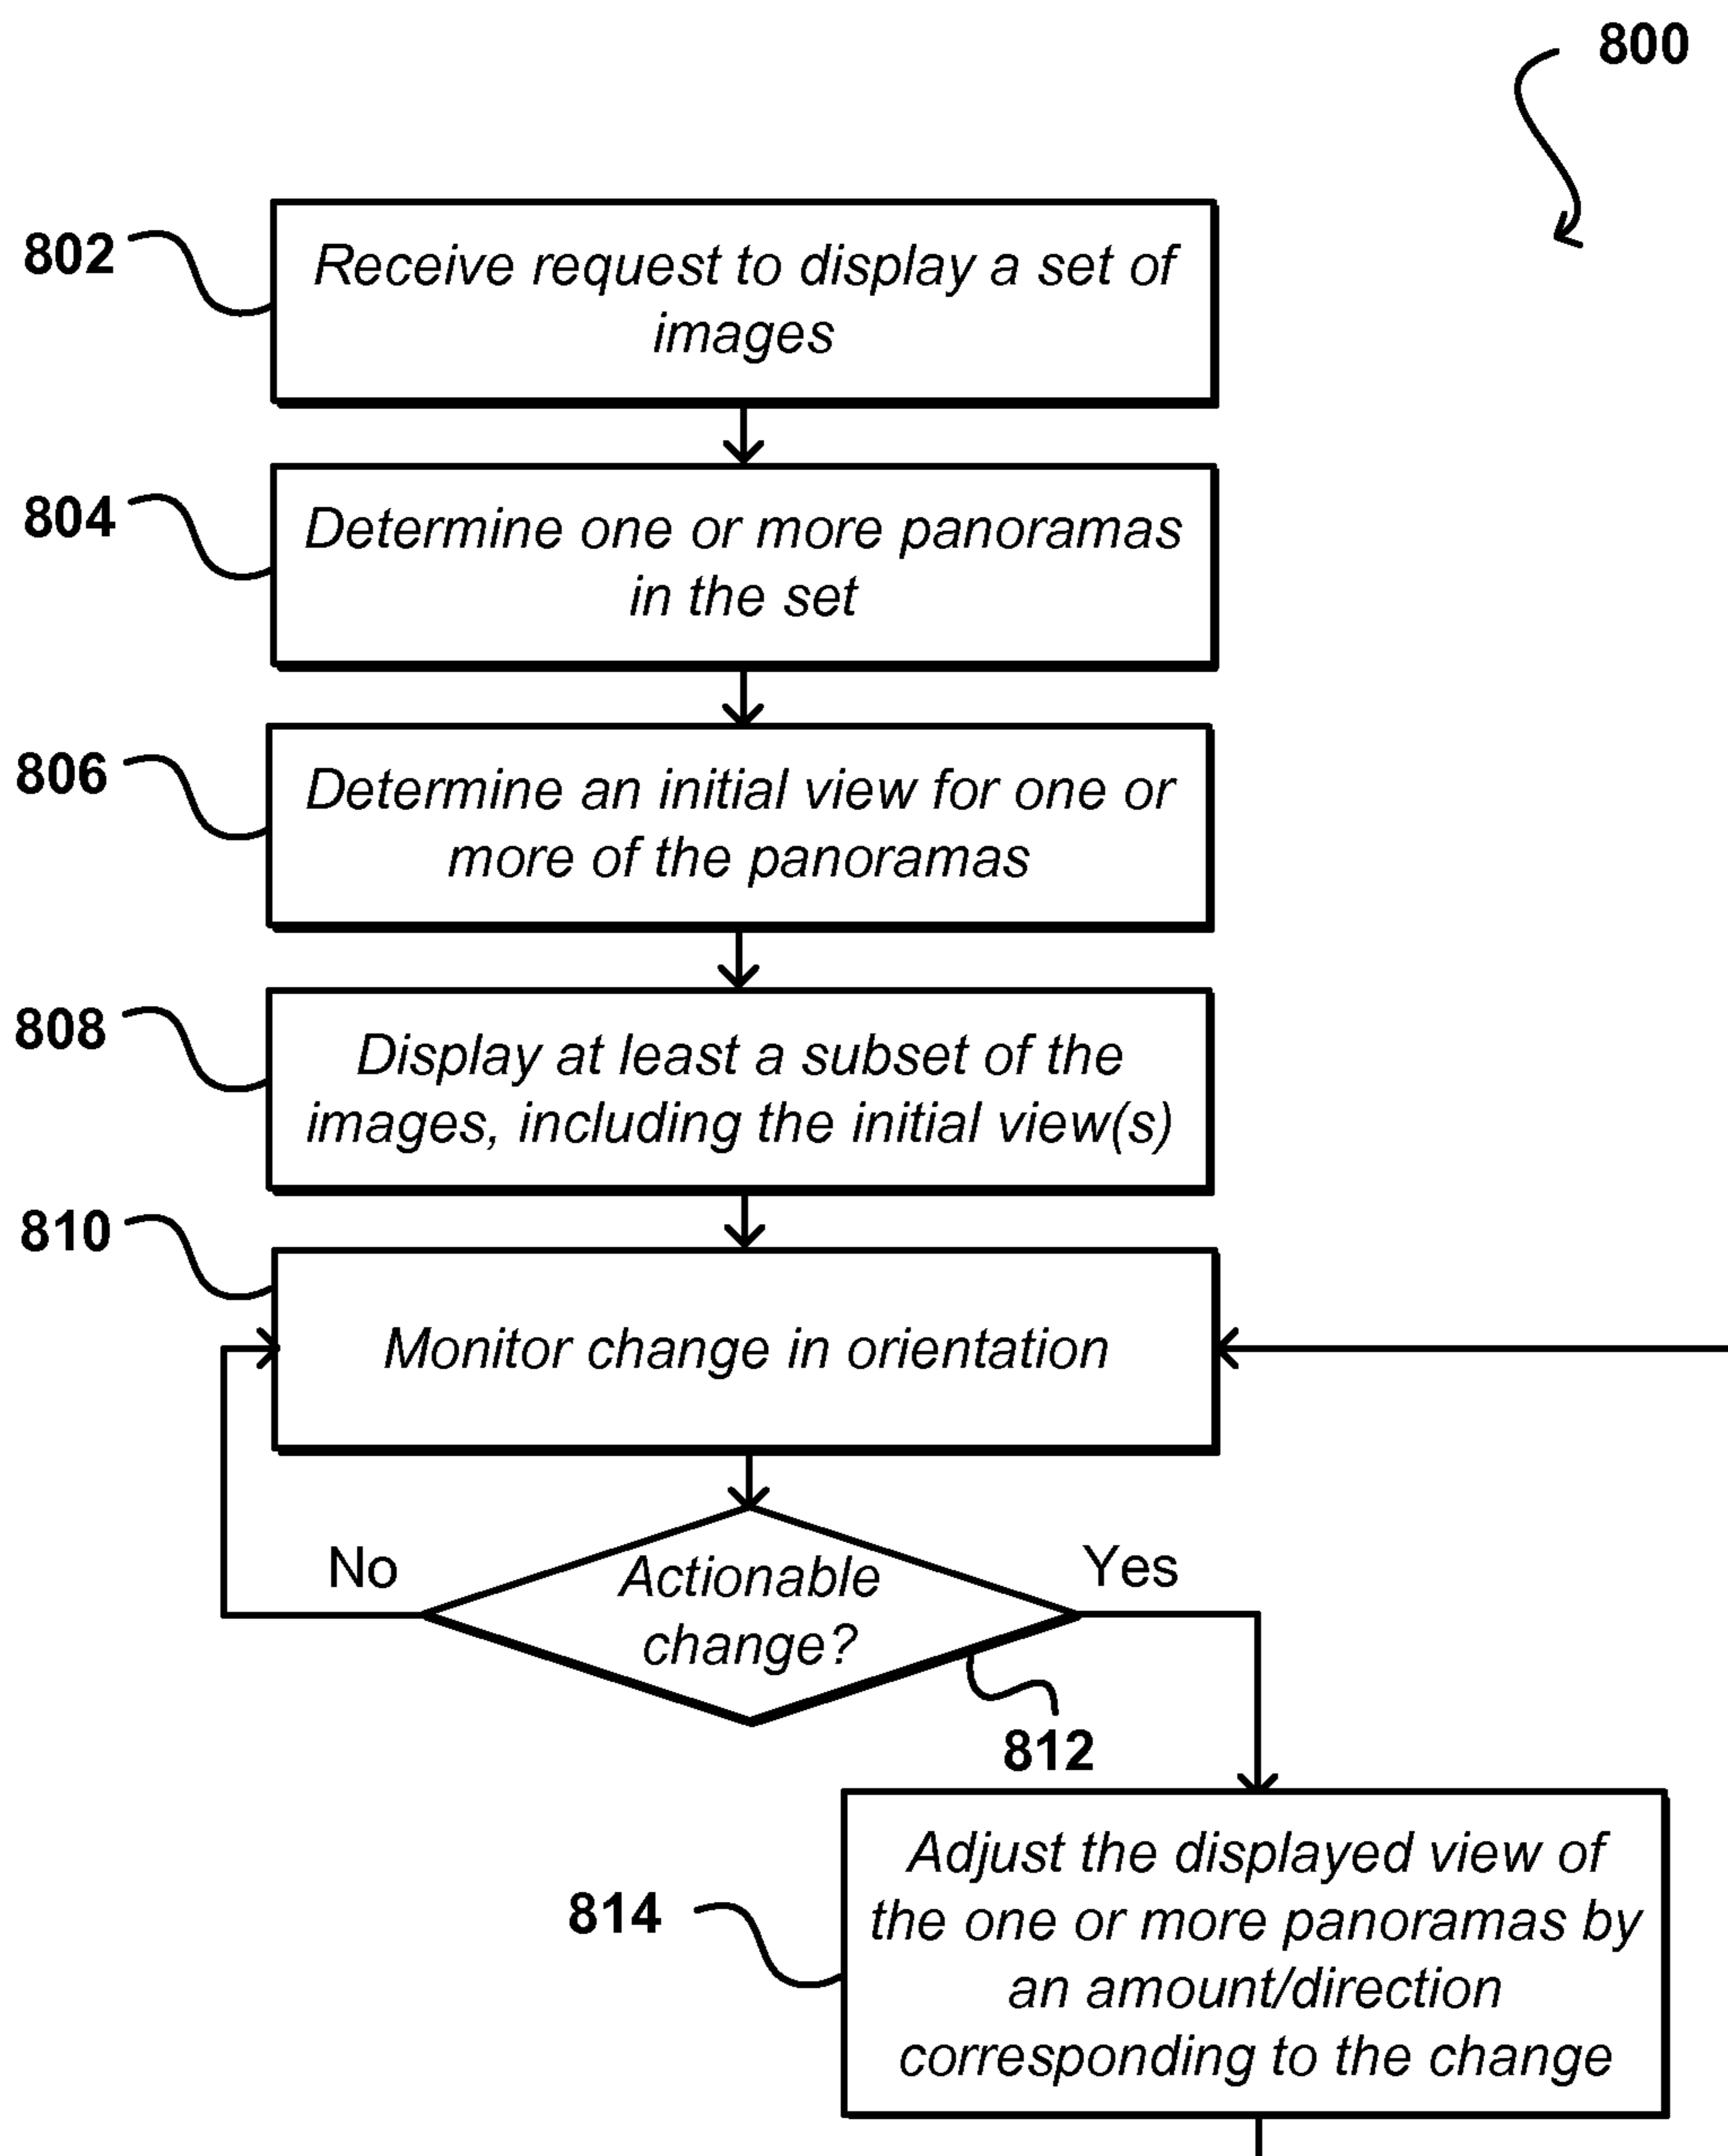 800
802
Receive request to display a set of
images
804
Determine one or more panoramas
in the set
806
Determine an initial view for one or
more of the panoramas
808
Display at least a subset of the
images, including the initial view(s)
810
Monitor change in orientation
No
Actionable
change?
Yes
812
814
Adjust the displayed view of
the one or more panoramas by
an amount/direction
corresponding to the change